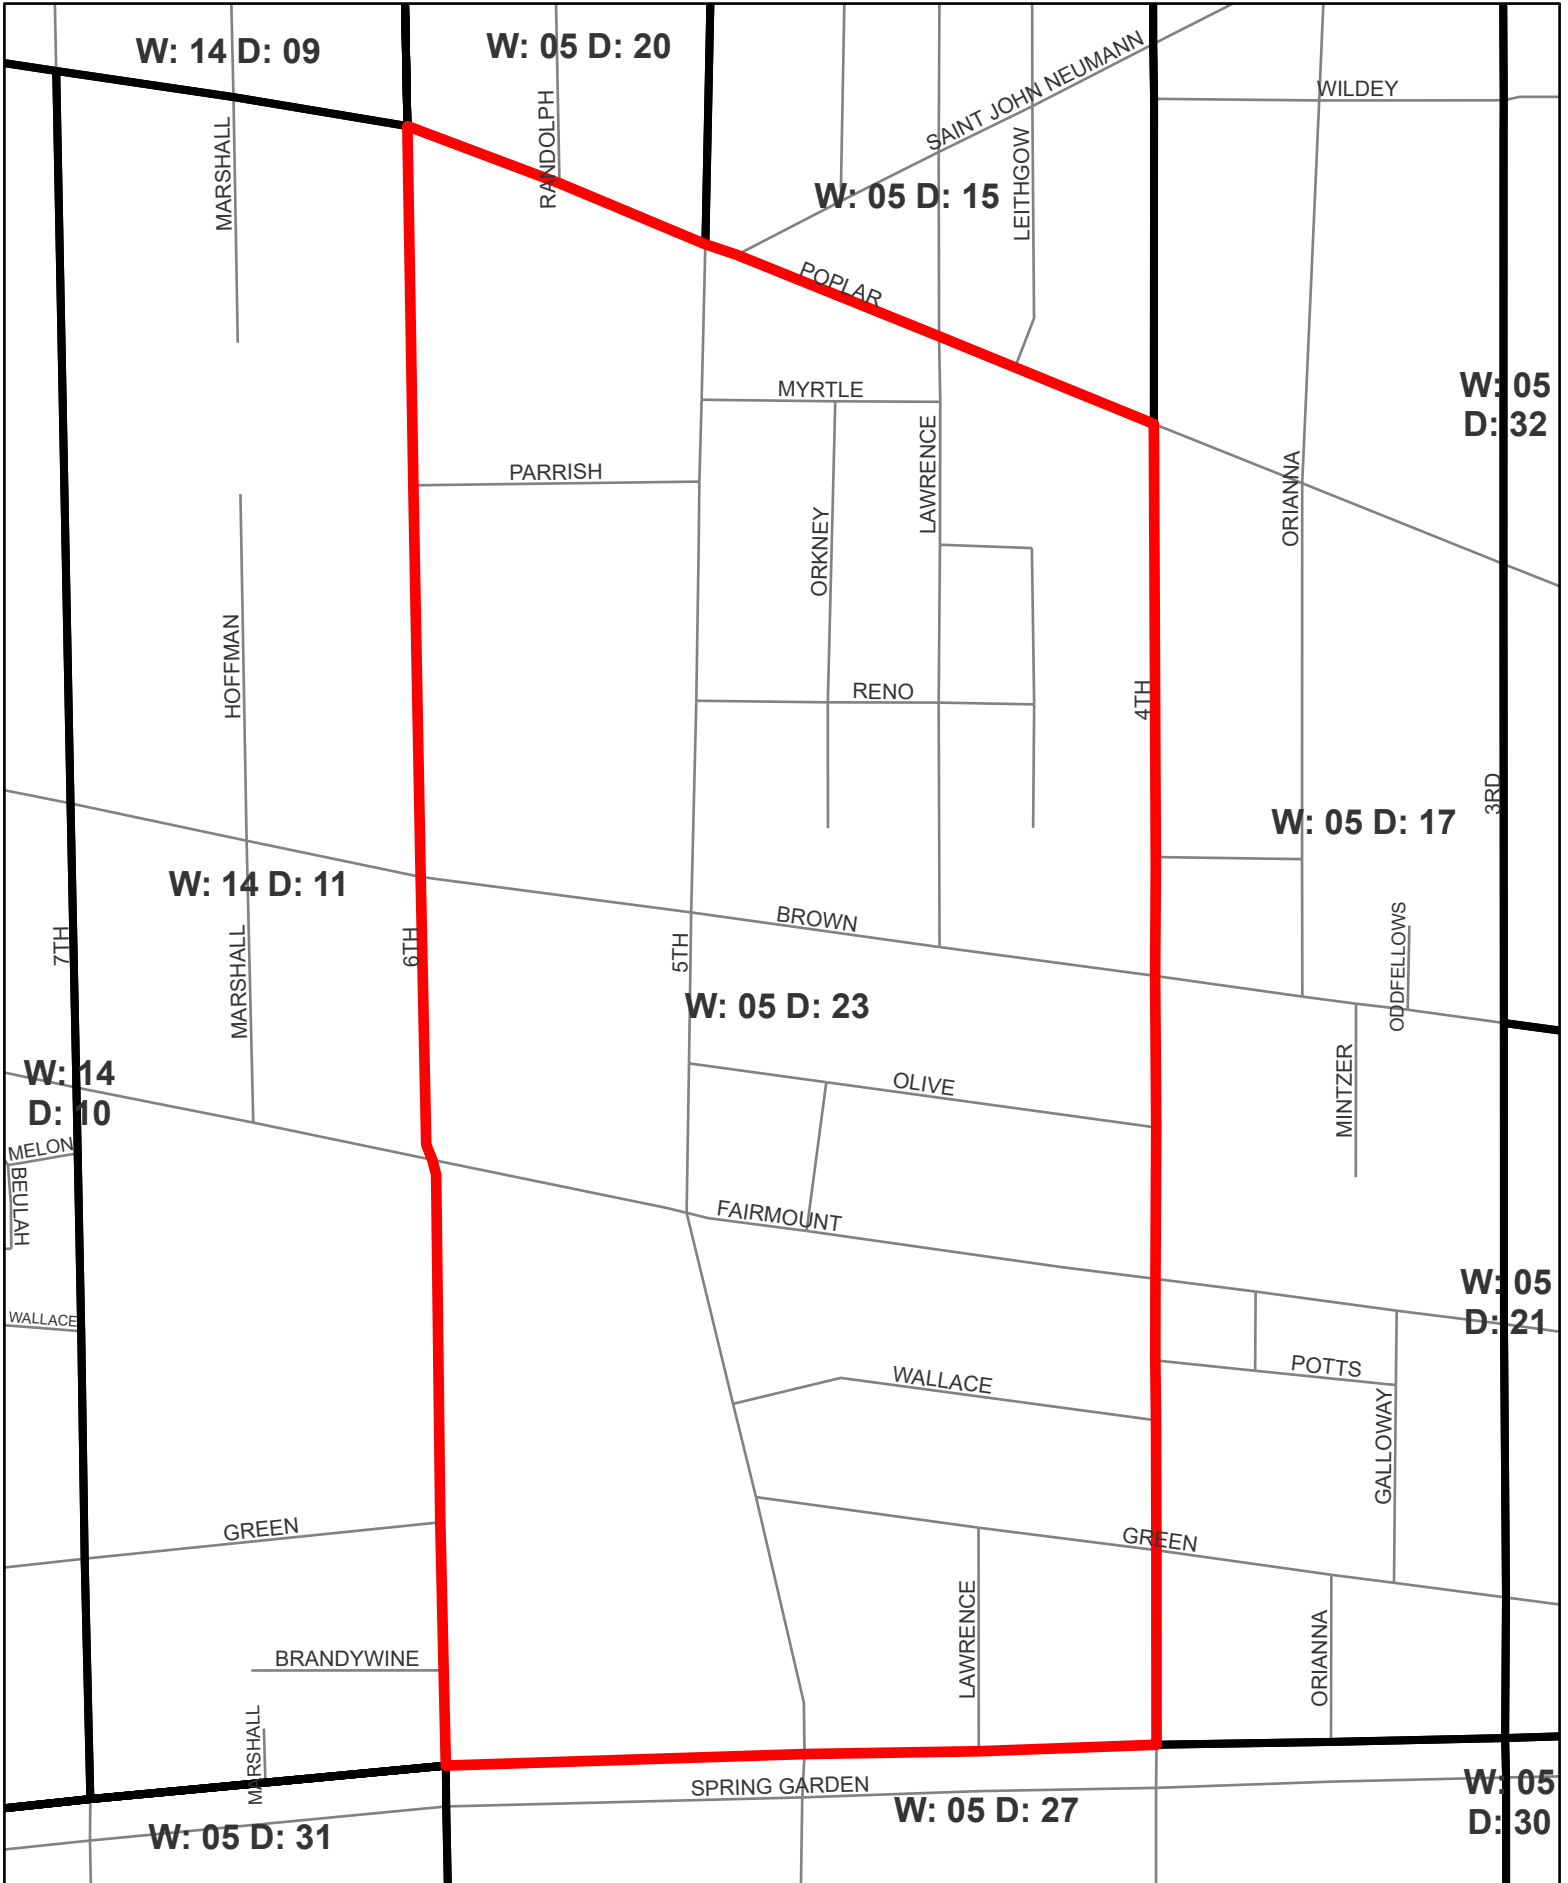 W: 14 D: 09
W: 05 D: 20
SAINT JOHN NEUMANN
WILDEY
MARSHALL
RANDOLPH
LEITHGOW
W: 05 D: 15
POPLAR
MYRTLE
W: 05
D: 32
LAWRENCE
PARRISH
ORIANNA
ORKNEY
HOFFMAN
RENO
4TH
3RD
W: 05 D: 17
W: 14 D: 11
BROWN
7TH
MARSHALL
6TH
5TH
ODDFELLOWS
W: 05 D: 23
W: 14
D: 10
OLIVE
MINTZER
MELON
BEULAH
FAIRMOUNT
W: 05
D: 21
WALLACE
POTTS
WALLACE
GALLOWAY
GREEN
GREEN
LAWRENCE
ORIANNA
BRANDYWINE
MARSHALL
SPRING GARDEN
W: 05 D: 27
W: 05
D: 30
W: 05 D: 31